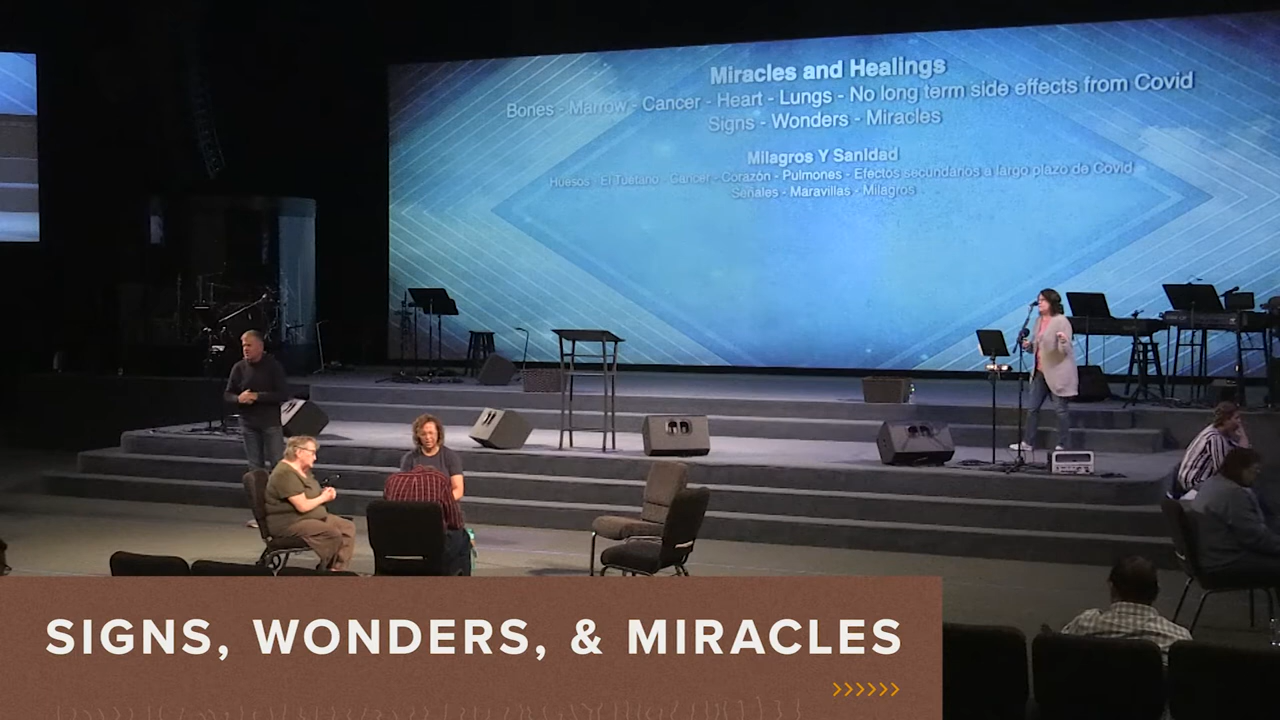 Miracles and Healings
Bones - Marrow - Cancer - Heart - Lungs - No long term side effects from Covid
Signs - Wonders - Miracles
Milagros Y Sanidad
Huesos - El Tuetano - Cancer - Corazón - Pulmones - Efectos secundarios a largo plazo de Covid
Señales - Maravillas - Milagros
SIGNS, WONDERS, & MIRACLES
>>>>>>